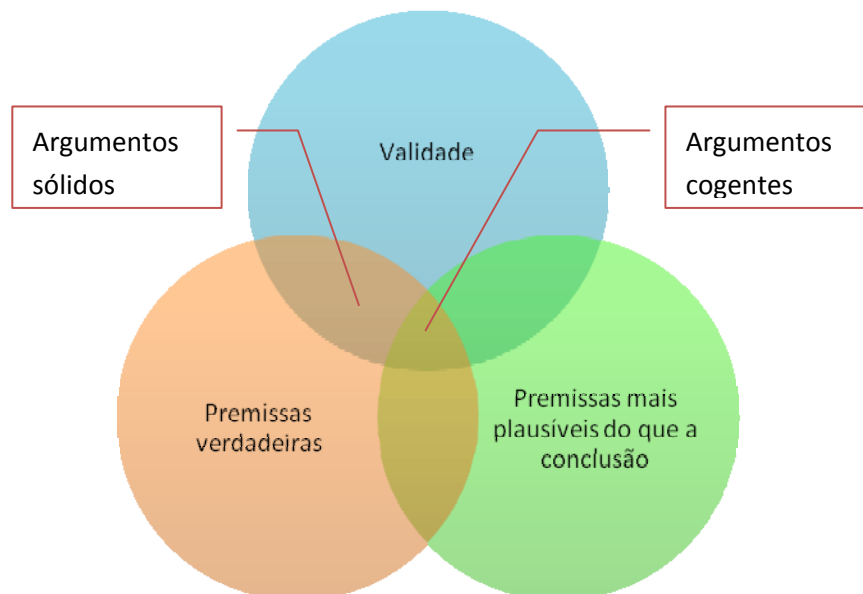 Argumentos
sólidos
Validade
Argumentos
cogentes
Premissas
verdadeiras
Premissas mais
plausíveis do que a
conclusão